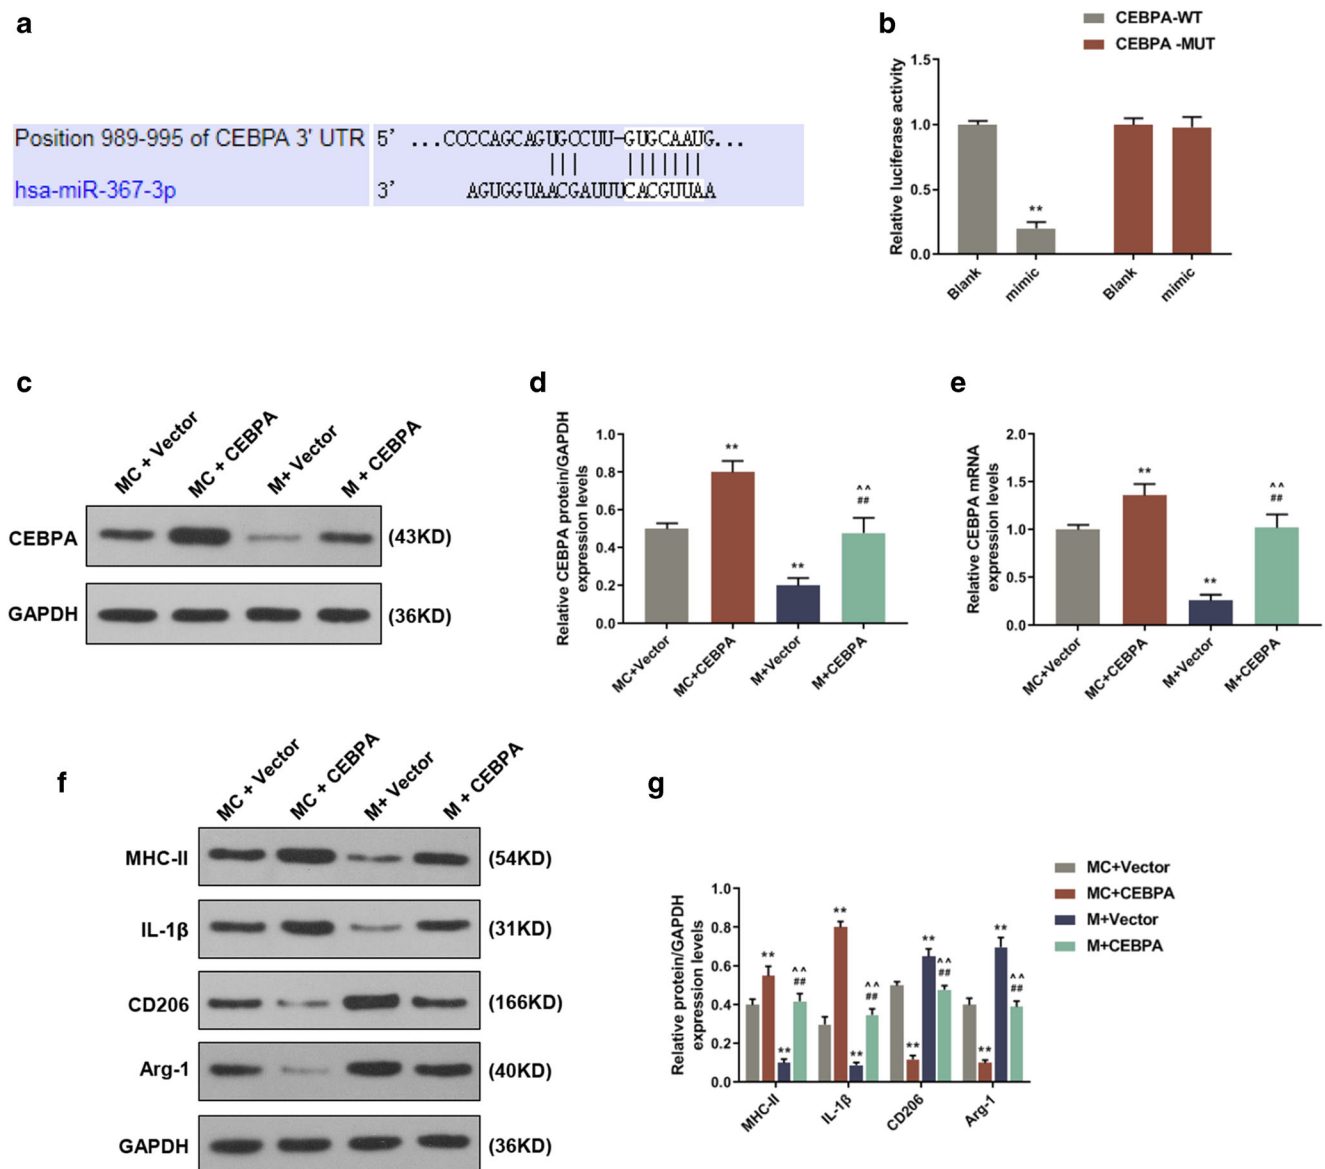 a
Position 989-995 of CEBPA 3' UTR 5' ...CCCCAGCAGUGCCUU-GUGCAAUG...
hsa-miR-367-3p 3' AGUGGUAACGAUUUCACGUUAA
b
CEBPA-WT
CEBPA -MUT
Relative luciferase activity
1.5
1.0
0.5
0.0
**
Blank
mimic
Blank
mimic
c
MC + Vector
MC + CEBPA
M+ Vector
M + CEBPA
CEBPA (43KD)
GAPDH (36KD)
d
Relative CEBPA protein/GAPDH
expression levels
1.0
0.8
0.6
0.4
0.2
0.0
**
**
^^
##
MC+Vector
MC+CEBPA
M+Vector
M+CEBPA
e
Relative CEBPA mRNA
expression levels
2.0
1.5
1.0
0.5
0.0
**
**
^^
##
MC+Vector
MC+CEBPA
M+Vector
M+CEBPA
f
MC + Vector
MC + CEBPA
M+ Vector
M + CEBPA
MHC-II (54KD)
IL-1β (31KD)
CD206 (166KD)
Arg-1 (40KD)
GAPDH (36KD)
g
MC+Vector
MC+CEBPA
M+Vector
M+CEBPA
Relative protein/GAPDH
expression levels
1.0
0.8
0.6
0.4
0.2
0.0
**
**
^^
##
**
**
^^
##
**
**
^^
##
**
**
^^
##
MHC-II
IL-1β
CD206
Arg-1